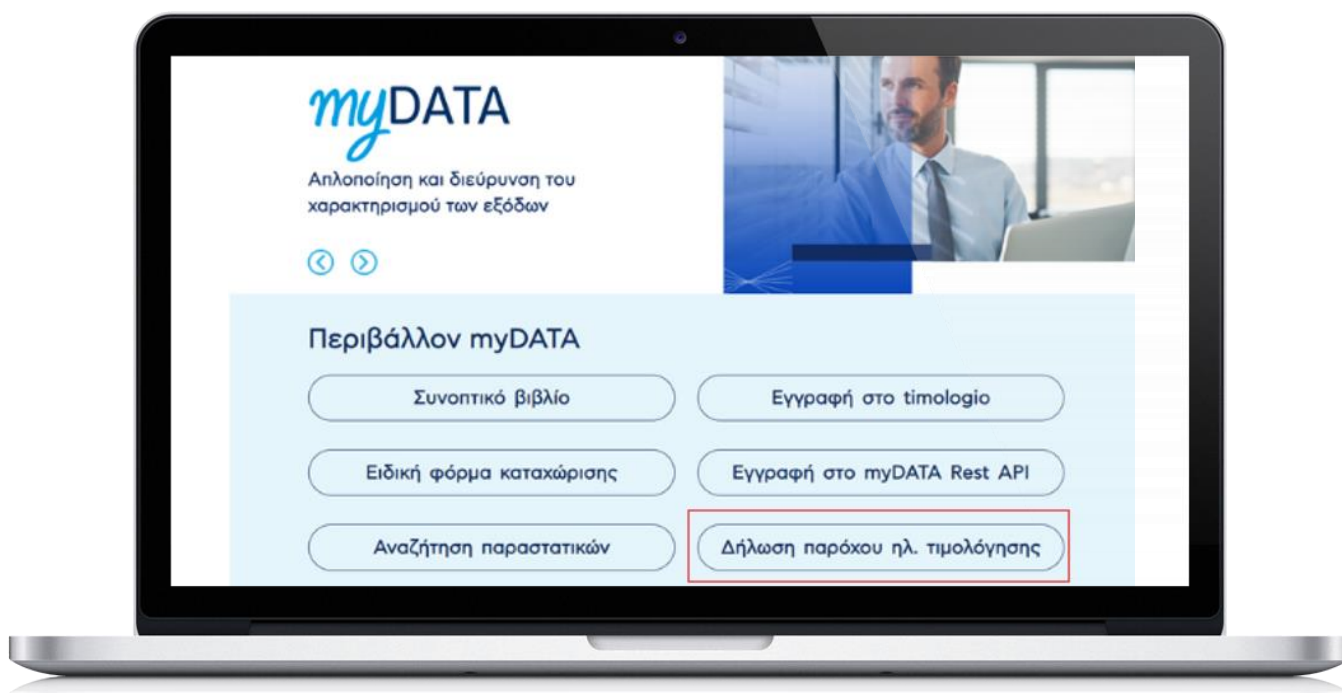 myDATA
Απλοποίηση και διεύρυνση του
χαρακτηρισμού των εξόδων
Περιβάλλον myDATA
Συνοπτικό βιβλίο
Εγγραφή στο timologio
Ειδική φόρμα καταχώρισης
Εγγραφή στο myDATA Rest API
Αναζήτηση παραστατικών
Δήλωση παρόχου ηλ. τιμολόγησης